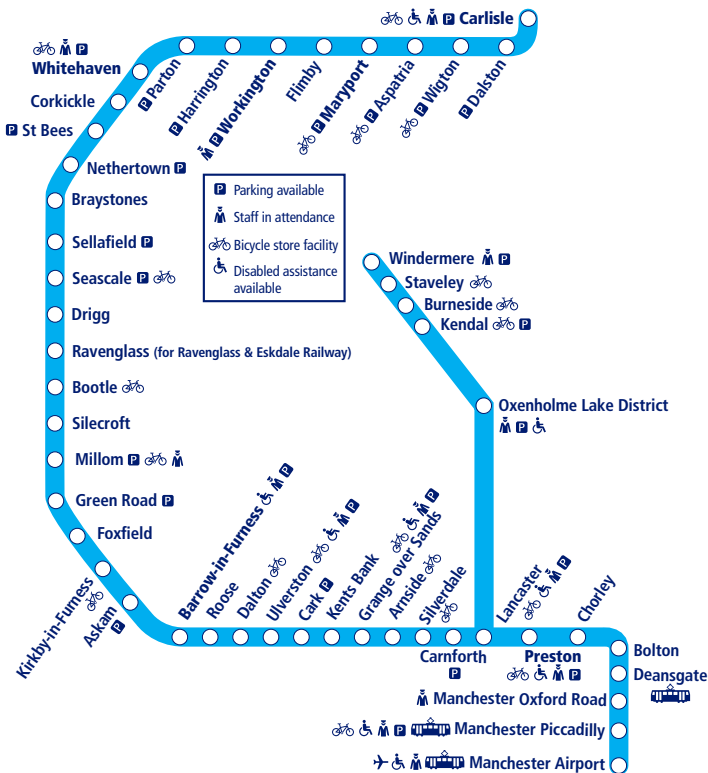 Carlisle
Whitehaven
Parton
Harrington
Workington
Flimby
Maryport
Aspatria
Wigton
Dalston
Corkickle
St Bees
Nethertown
Braystones
Sellafield
Seascale
Drigg
Ravenglass (for Ravenglass & Eskdale Railway)
Bootle
Silecroft
Millom
Green Road
Foxfield
Kirkby-in-Furness
Askam
P Parking available
Staff in attendance
Bicycle store facility
Disabled assistance
available
Windermere
Staveley
Burneside
Kendal
Oxenholme Lake District
Barrow-in-Furness
Roose
Dalton
Ulverston
Cark
Kents Bank
Grange over Sands
Arnside
Silverdale
Carnforth
Lancaster
Preston
Chorley
Bolton
Deansgate
Manchester Oxford Road
Manchester Piccadilly
Manchester Airport